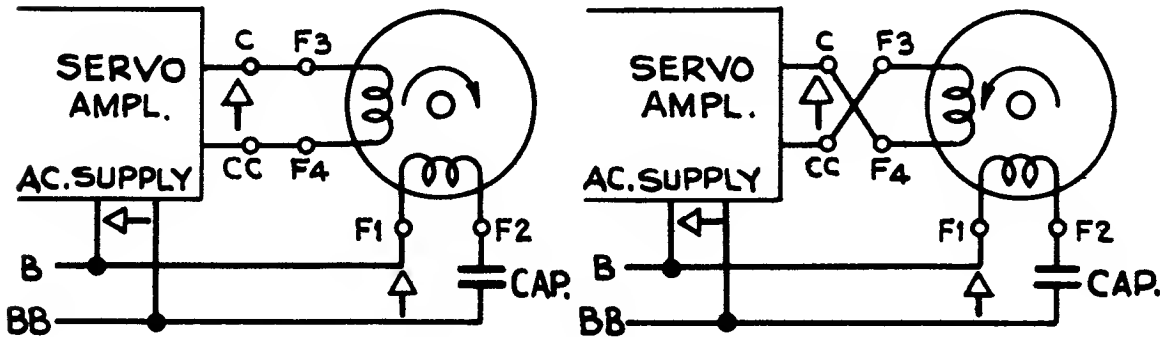 SERVO
AMPL.
AC.SUPPLY
C
F3
CC
F4
F1
F2
B
BB
CAP.
SERVO
AMPL.
AC.SUPPLY
C
F3
CC
F4
F1
F2
B
BB
CAP.